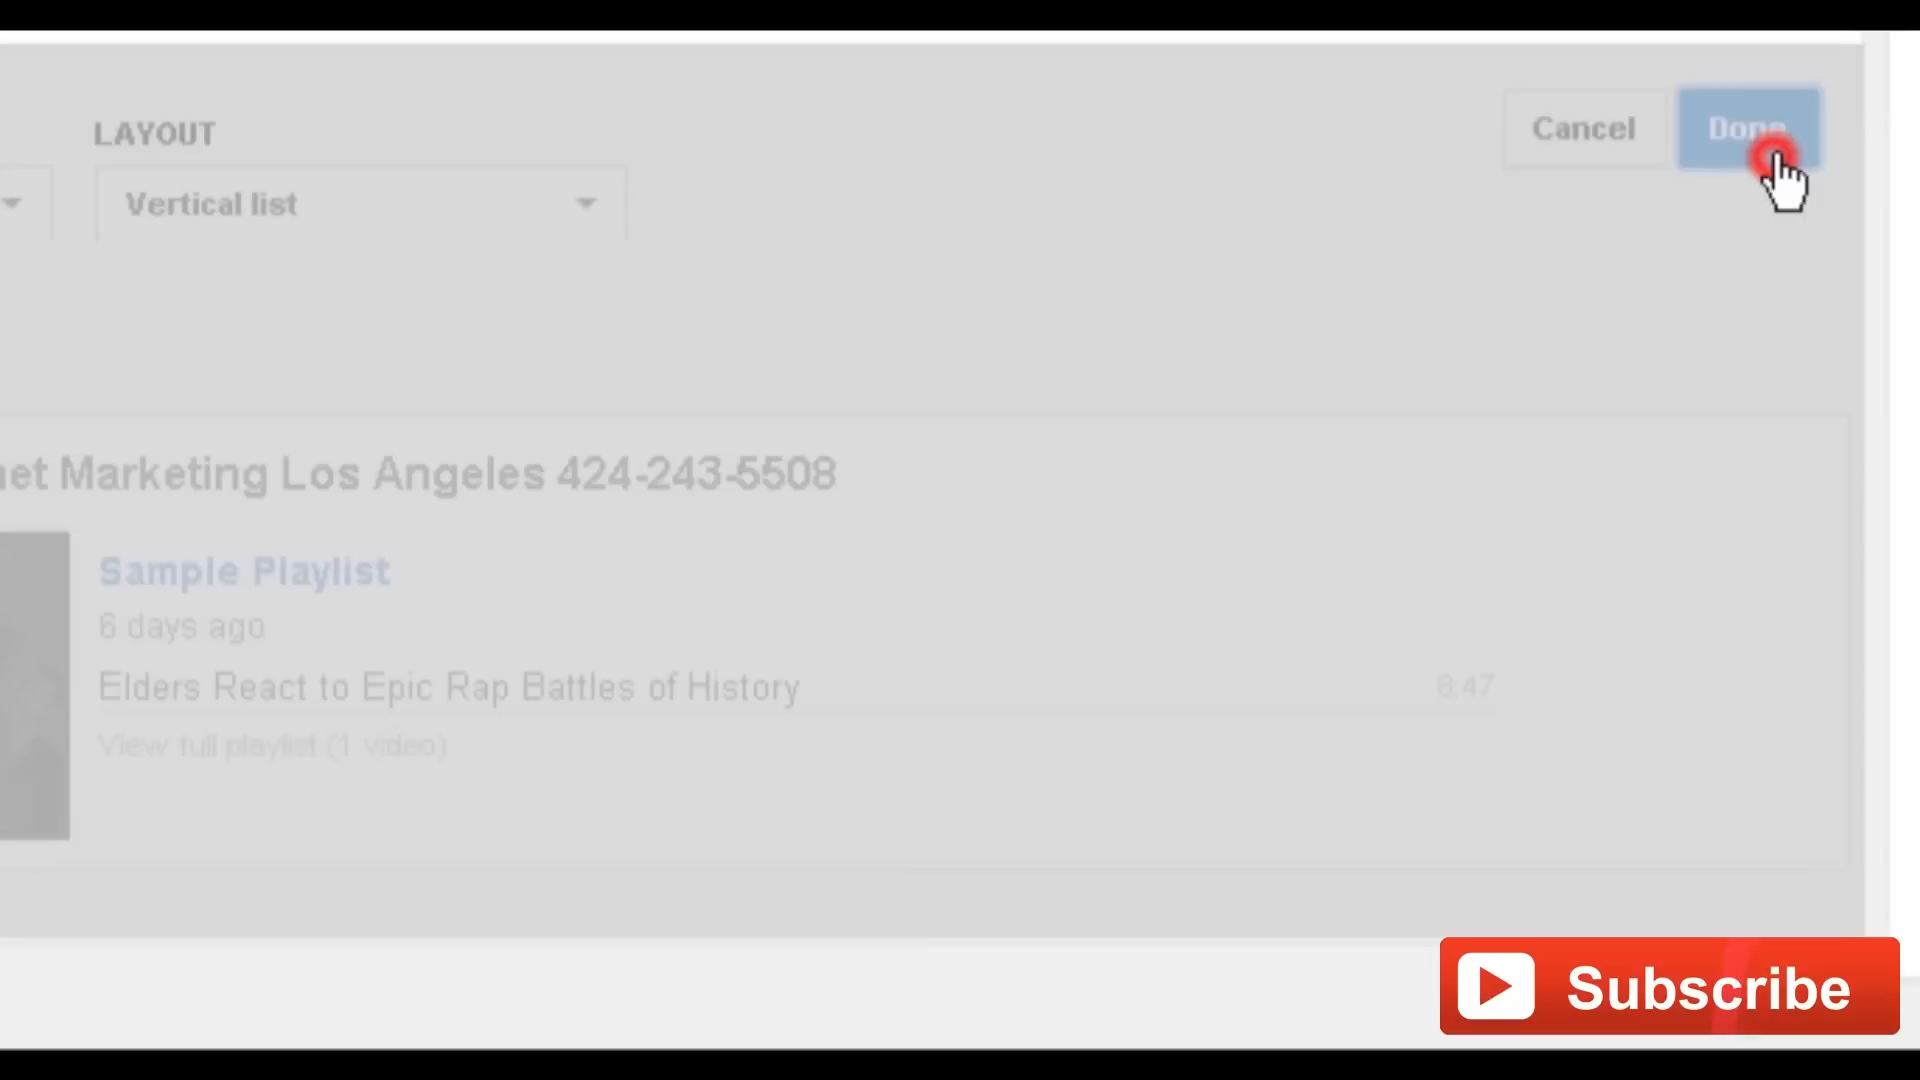 LAYOUT
Cancel
Done
Vertical list
net Marketing Los Angeles 424-243-5508
Sample Playlist
6 days ago
Elders React to Epic Rap Battles of History
8:47
View full playlist (1 video)
Subscribe